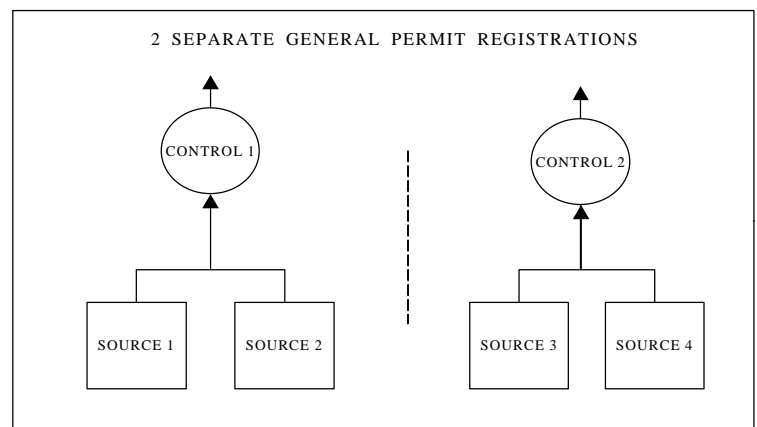 2 SEPARATE GENERAL PERMIT REGISTRATIONS
CONTROL 1
CONTROL 2
SOURCE 1
SOURCE 2
SOURCE 3
SOURCE 4